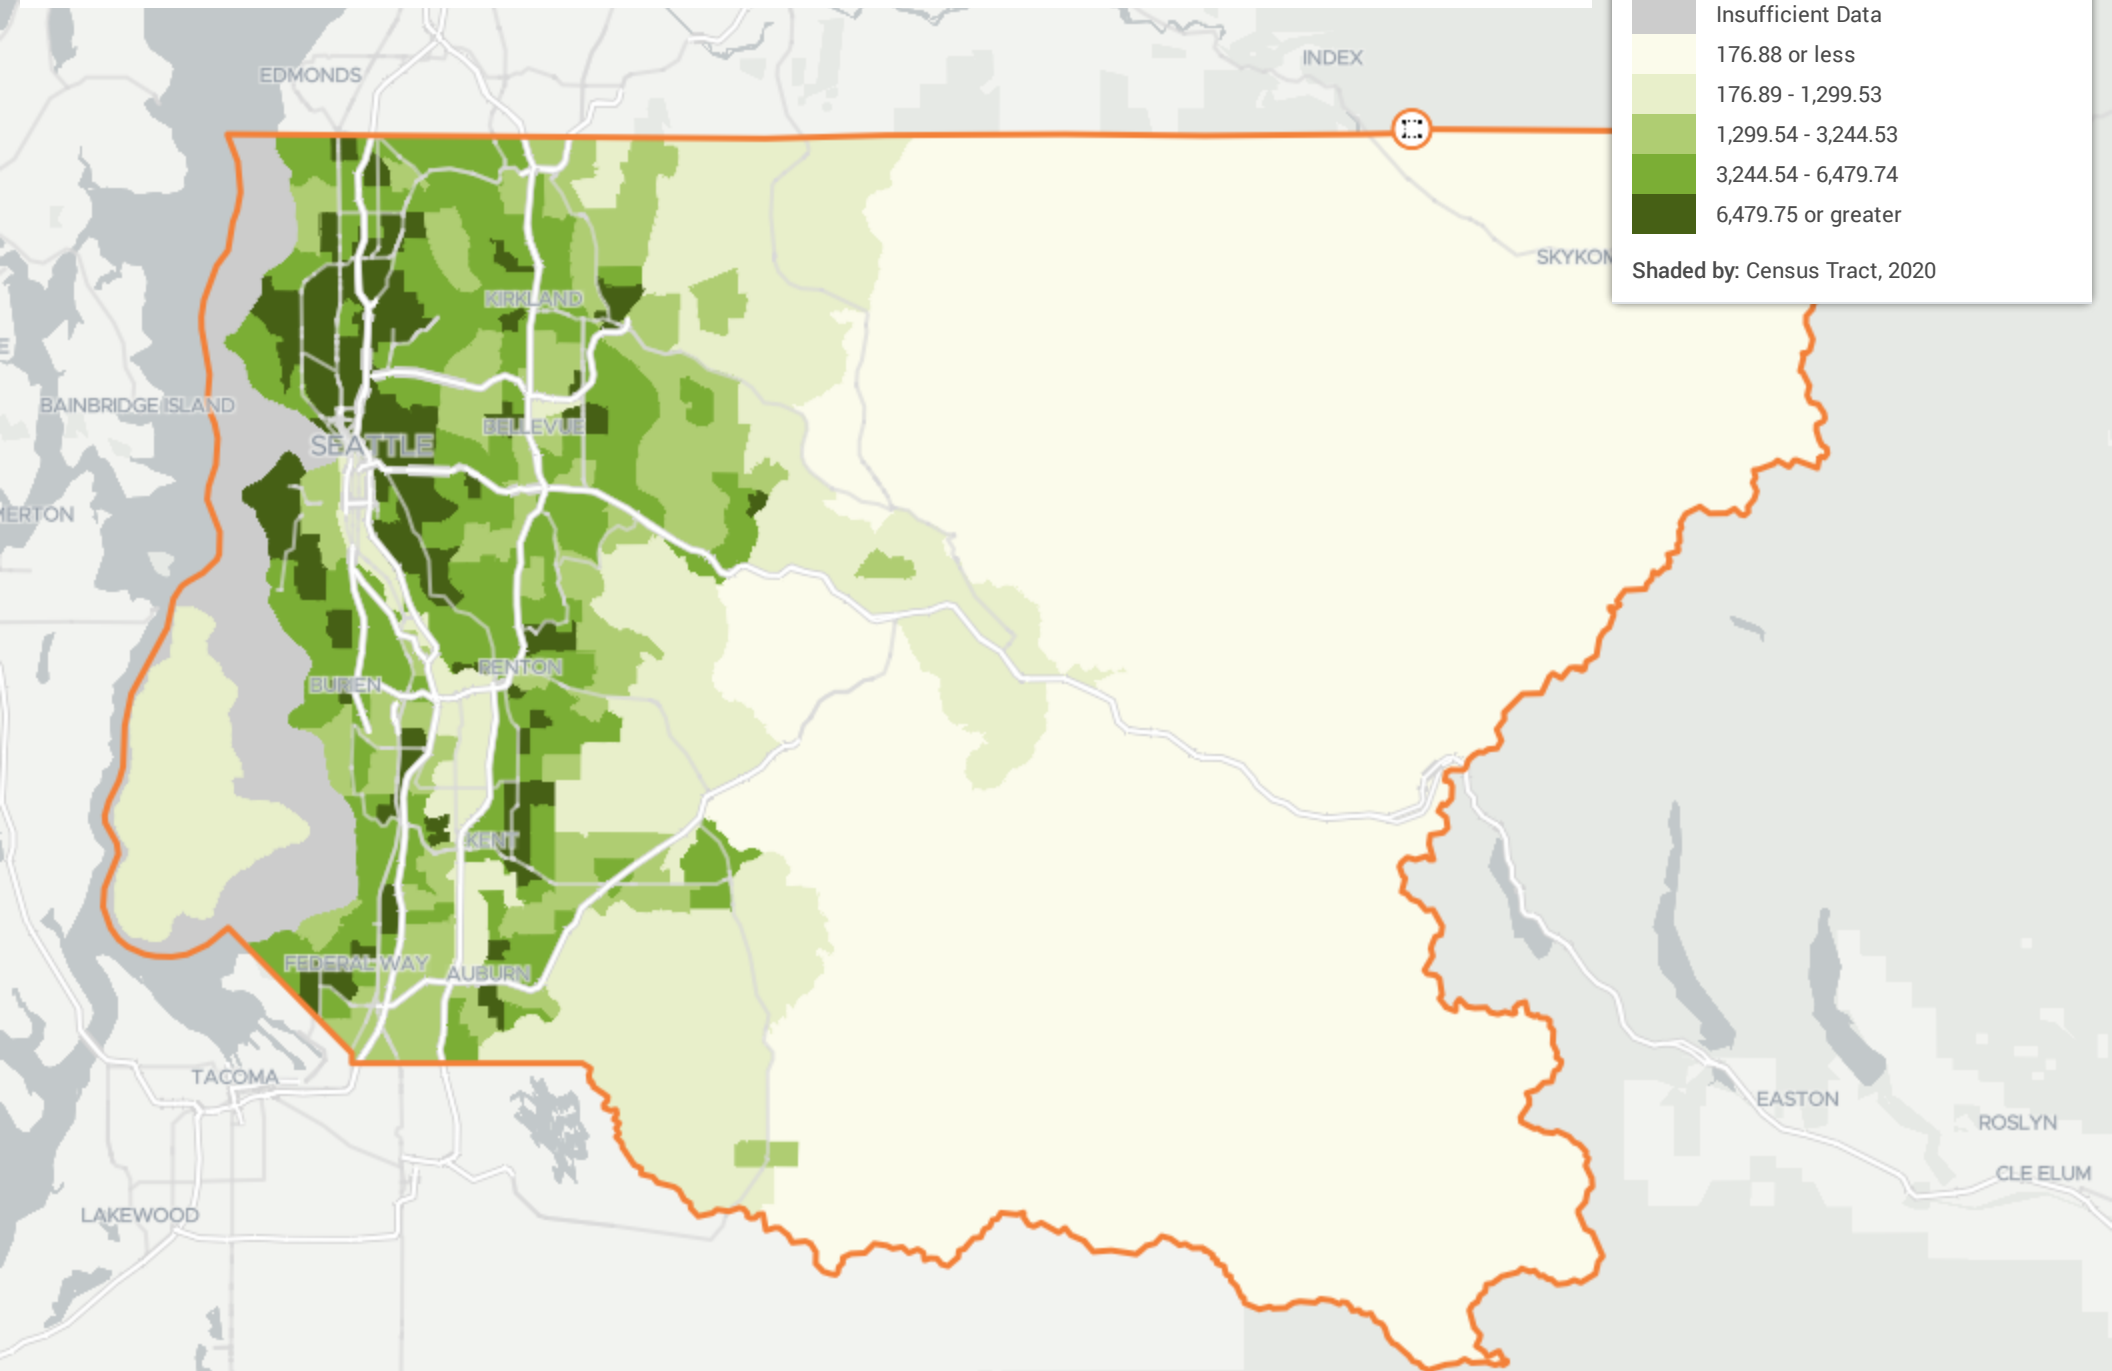 Insufficient Data
176.88 or less
176.89 - 1,299.53
1,299.54 - 3,244.53
3,244.54 - 6,479.74
6,479.75 or greater
Shaded by: Census Tract, 2020
INDEX
EDMONDS
SKYKOM
KIRKLAND
E
BAINBRIDGE ISLAND
BELLEVUE
SEATTLE
MERTON
RENTON
BURIEN
KENT
FEDERAL WAY
AUBURN
TACOMA
EASTON
ROSLYN
CLE ELUM
LAKEWOOD